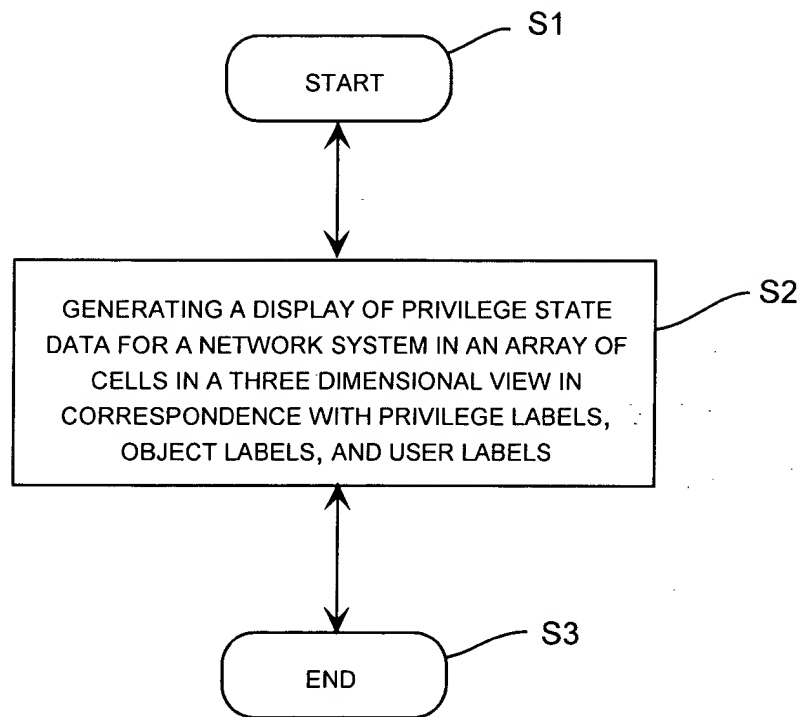 S1
START
GENERATING A DISPLAY OF PRIVILEGE STATE
DATA FOR A NETWORK SYSTEM IN AN ARRAY OF
CELLS IN A THREE DIMENSIONAL VIEW IN
CORRESPONDENCE WITH PRIVILEGE LABELS,
OBJECT LABELS, AND USER LABELS
S2
S3
END